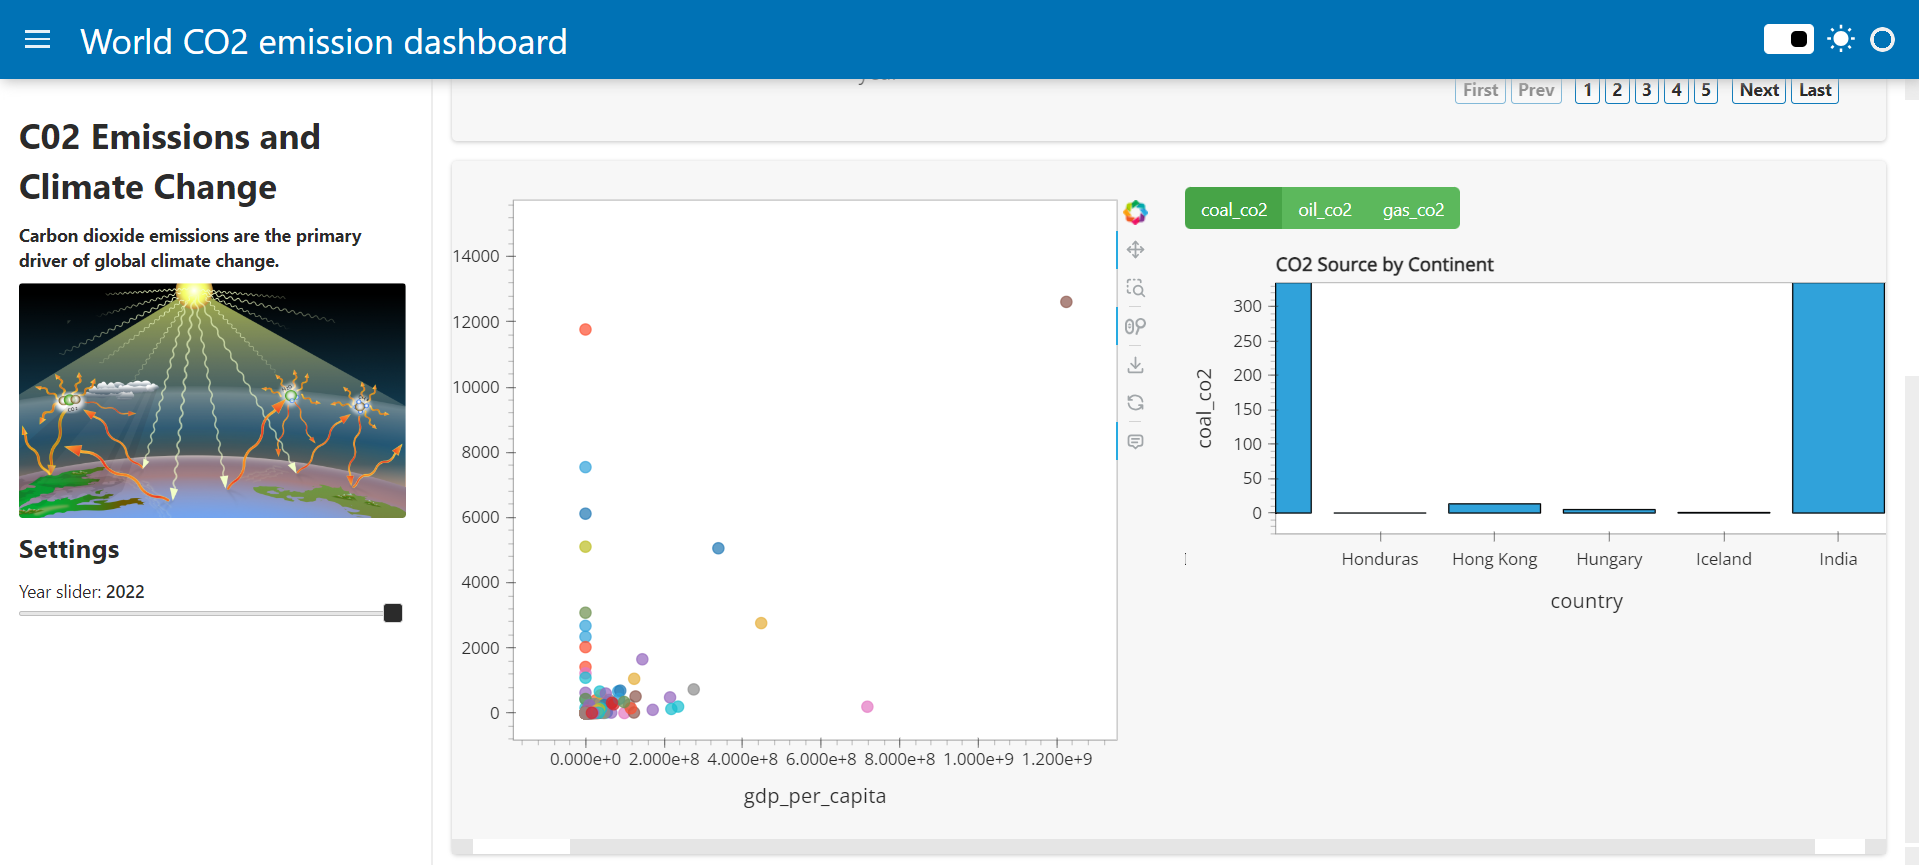 World CO2 emission dashboard
C02 Emissions and
Climate Change
Carbon dioxide emissions are the primary
driver of global climate change.
Settings
Year slider: 2022
First Prev 1 2 3 4 5 Next Last
14000
12000
10000
8000
6000
4000
2000
0
0.000e+0 2.000e+8 4.000e+8 6.000e+8 8.000e+8 1.000e+9 1.200e+9
gdp_per_capita
coal_co2 oil_co2 gas_co2
CO2 Source by Continent
coal_co2
300
250
200
150
100
50
0
Honduras Hong Kong Hungary Iceland India
country